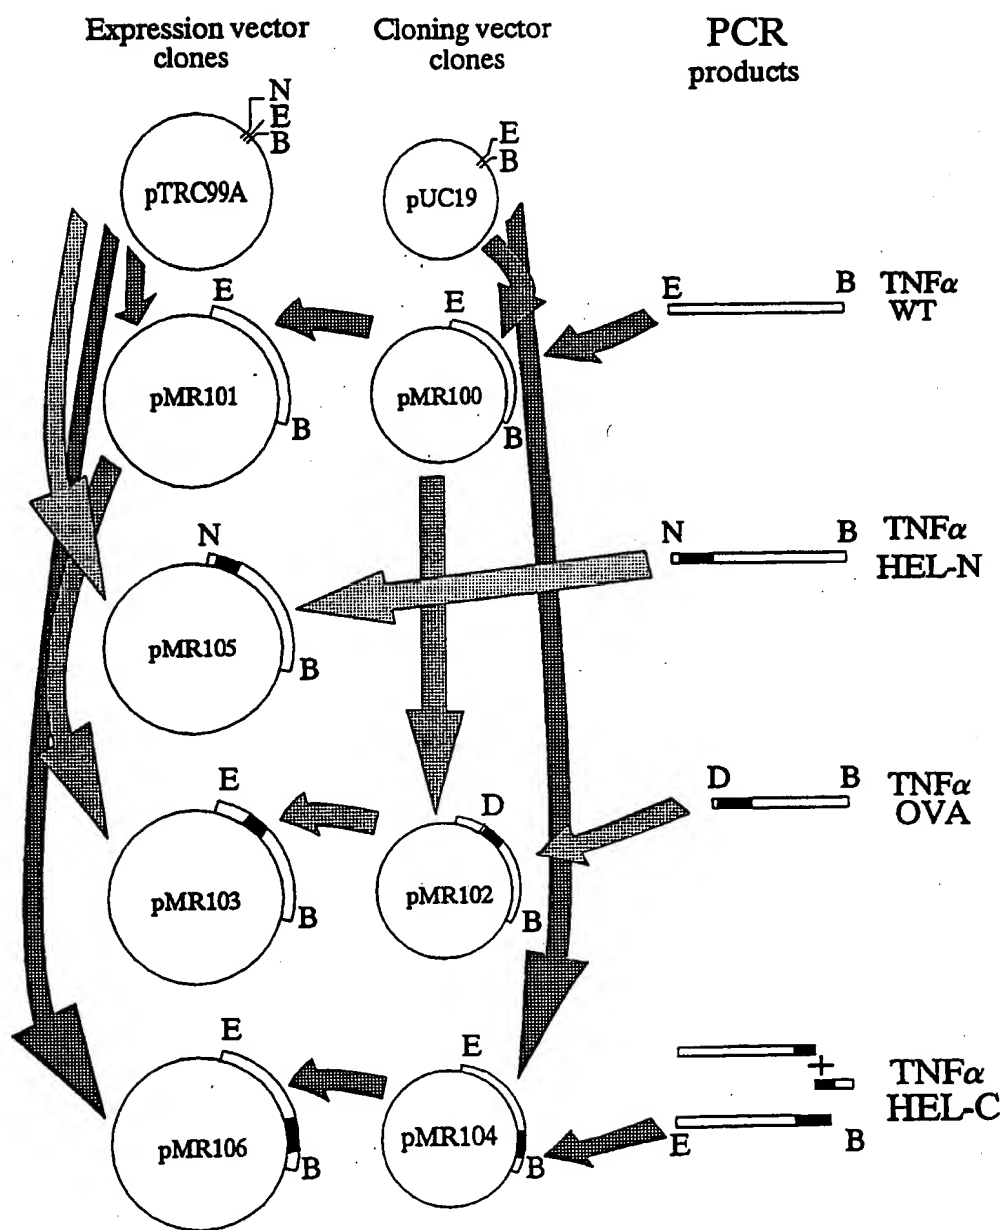 Expression vector
clones
Cloning vector
clones
PCR
products
N
E
B
pTRC99A
E
B
pUC19
E
B
pMR101
E
B
pMR100
E
B
TNFα
WT
N
B
pMR105
N
B
TNFα
HEL-N
E
B
pMR103
D
B
pMR102
D
B
TNFα
OVA
E
B
pMR106
E
B
pMR104
+
E
B
TNFα
HEL-C